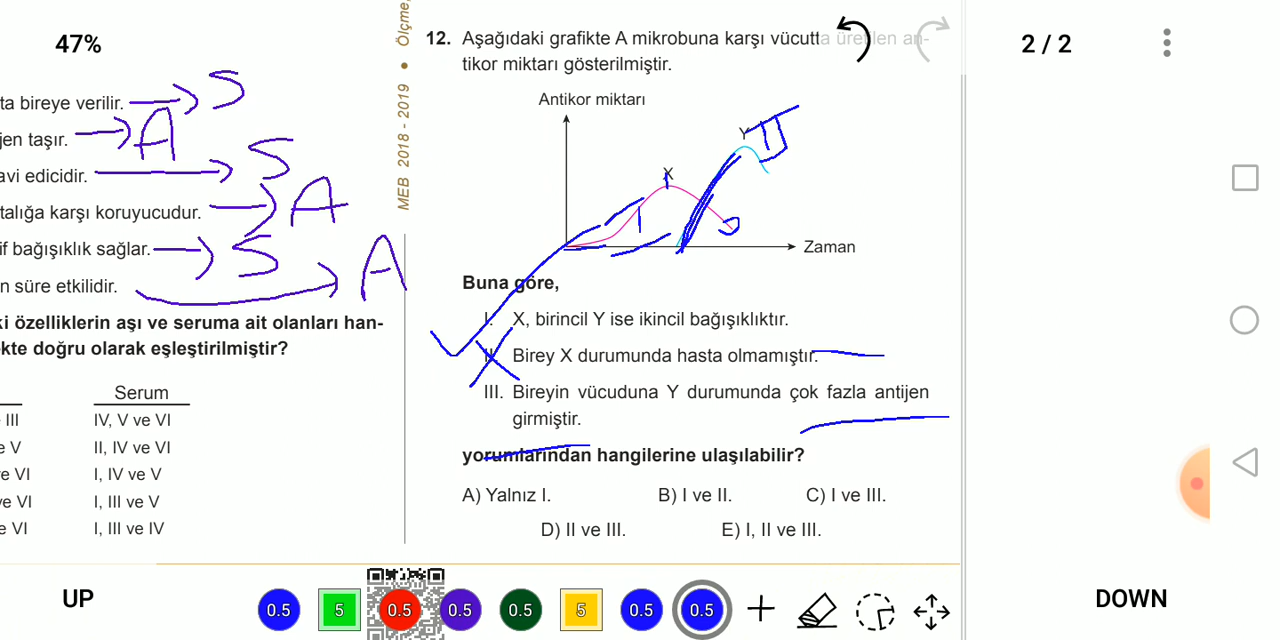 47%
2 / 2
ta bireye verilir. S
jen taşır. A
avi edicidir. S
talığa karşı koruyucudur. A
if bağışıklık sağlar. S
n süre etkilidir. A
ki özelliklerin aşı ve seruma ait olanları han-
kte doğru olarak eşleştirilmiştir?
Serum
III IV, V ve VI
e V II, IV ve VI
e VI I, IV ve V
ve VI I, III ve V
e VI I, III ve IV
MEB 2018 - 2019 • Ölçme,
12. Aşağıdaki grafikte A mikrobuna karşı vücutta üretilen an-
tikor miktarı gösterilmiştir.
Antikor miktarı
X
Y
Zaman
Buna göre,
I. X, birincil Y ise ikincil bağışıklıktır.
II. Birey X durumunda hasta olmamıştır.
III. Bireyin vücuduna Y durumunda çok fazla antijen
girmiştir.
yorumlarından hangilerine ulaşılabilir?
A) Yalnız I. B) I ve II. C) I ve III.
D) II ve III. E) I, II ve III.
UP
0.5 5 0.5 0.5 0.5 5 0.5 0.5
DOWN